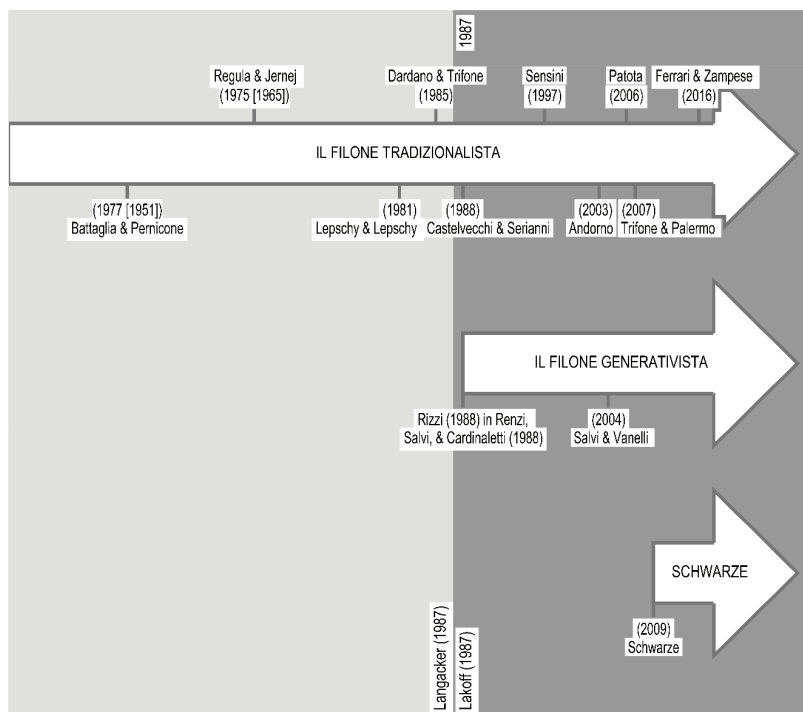 1987
Regula & Jernej
(1975 [1965])
Dardano & Trifone
(1985)
Sensini
(1997)
Patota
(2006)
Ferrari & Zampese
(2016)
IL FILONE TRADIZIONALISTA
(1977 [1951])
Battaglia & Pernicone
(1981)
Lepschy & Lepschy
(1988)
Castelvecchi & Serianni
(2003)
Andorno
(2007)
Trifone & Palermo
IL FILONE GENERATIVISTA
Rizzi (1988) in Renzi,
Salvi, & Cardinaletti (1988)
(2004)
Salvi & Vanelli
SCHWARZE
(2009)
Schwarze
Langacker (1987)
Lakoff (1987)